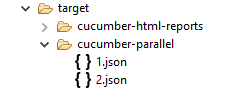 target
cucumber-html-reports
cucumber-parallel
{ } 1.json
{ } 2.json